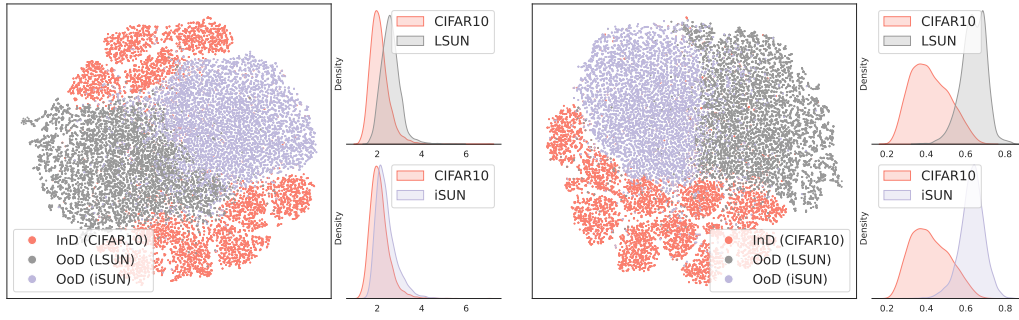 InD (CIFAR10)
OoD (LSUN)
OoD (iSUN)
Density
CIFAR10
LSUN
2 4 6
Density
CIFAR10
iSUN
2 4 6
InD (CIFAR10)
OoD (LSUN)
OoD (iSUN)
Density
CIFAR10
LSUN
0.2 0.4 0.6 0.8
Density
CIFAR10
iSUN
0.2 0.4 0.6 0.8